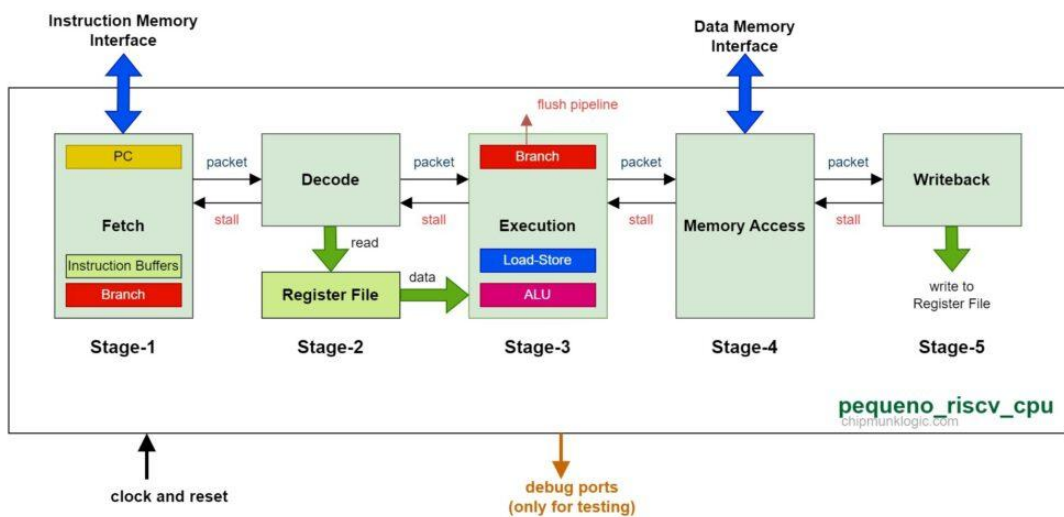 Instruction Memory
Interface
Data Memory
Interface
flush pipeline
PC
Fetch
Instruction Buffers
Branch
packet
stall
Decode
read
Register File
data
packet
stall
Branch
Execution
Load-Store
ALU
packet
stall
Memory Access
packet
stall
Writeback
write to
Register File
Stage-1
Stage-2
Stage-3
Stage-4
Stage-5
pequeno_riscv_cpu
chipmunklogic.com
clock and reset
debug ports
(only for testing)